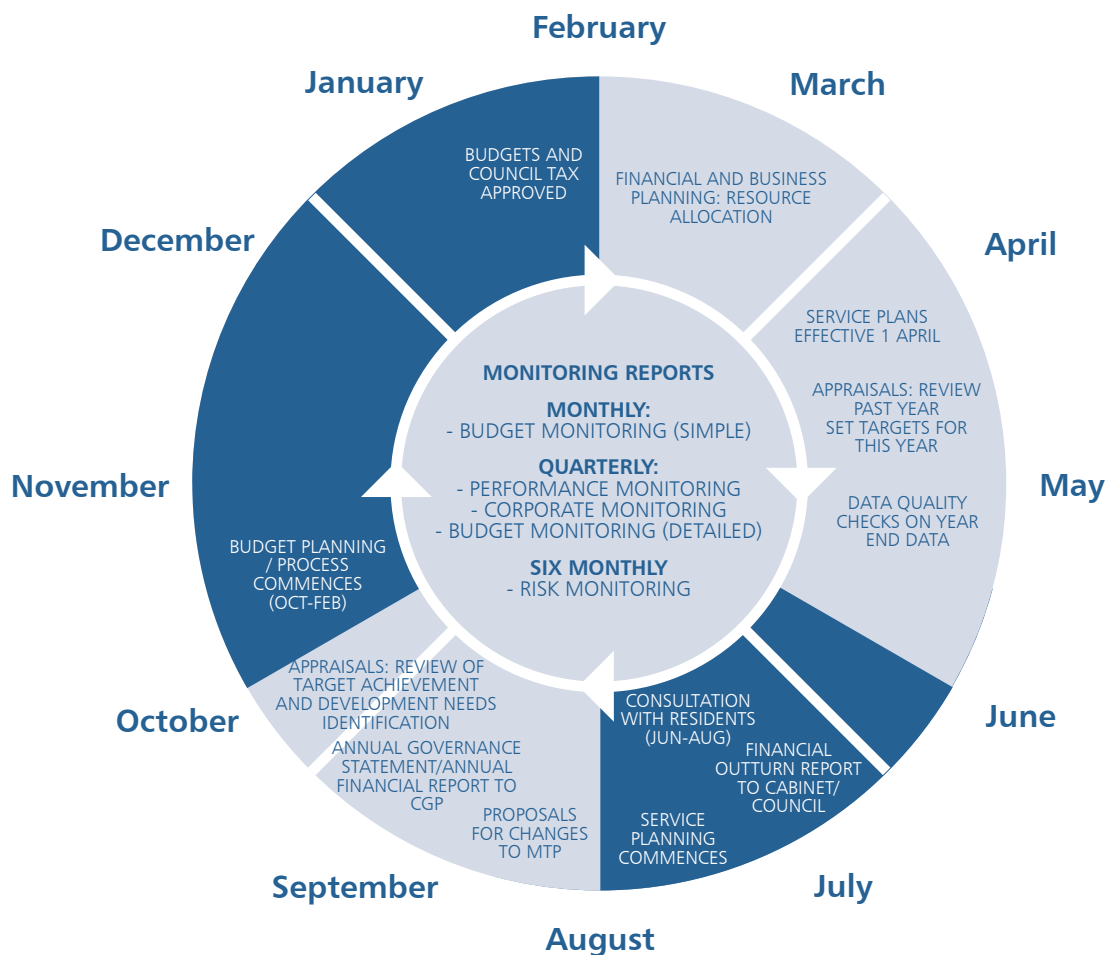 February
March
April
May
June
July
August
September
October
November
December
January
BUDGETS AND
COUNCIL TAX
APPROVED
FINANCIAL AND BUSINESS
PLANNING: RESOURCE
ALLOCATION
SERVICE PLANS
EFFECTIVE 1 APRIL
APPRAISALS: REVIEW
PAST YEAR
SET TARGETS FOR
THIS YEAR
DATA QUALITY
CHECKS ON YEAR
END DATA
CONSULTATION
WITH RESIDENTS
(JUN-AUG)
FINANCIAL
OUTTURN REPORT
TO CABINET/
COUNCIL
SERVICE
PLANNING
COMMENCES
PROPOSALS
FOR CHANGES
TO MTP
ANNUAL GOVERNANCE
STATEMENT/ANNUAL
FINANCIAL REPORT TO
CGP
APPRAISALS: REVIEW OF
TARGET ACHIEVEMENT
AND DEVELOPMENT NEEDS
IDENTIFICATION
BUDGET PLANNING
/ PROCESS
COMMENCES
(OCT-FEB)
MONITORING REPORTS
MONTHLY:
- BUDGET MONITORING (SIMPLE)
QUARTERLY:
- PERFORMANCE MONITORING
- CORPORATE MONITORING
- BUDGET MONITORING (DETAILED)
SIX MONTHLY
- RISK MONITORING